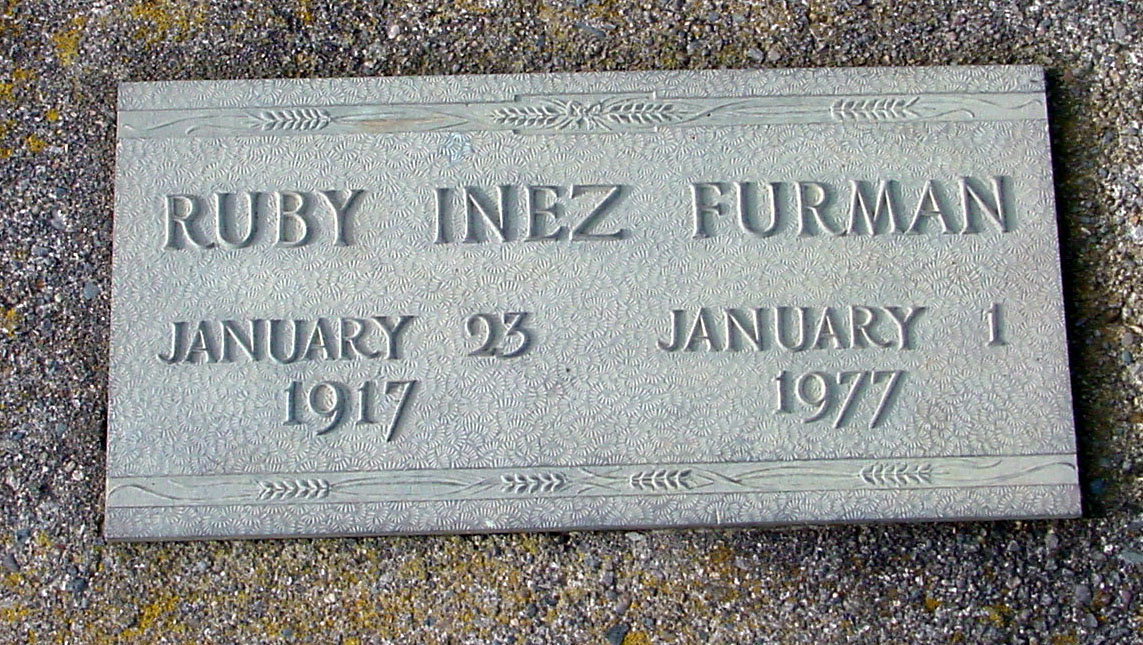 RUBY INEZ FURMAN
JANUARY 23 JANUARY 1
1917 1977